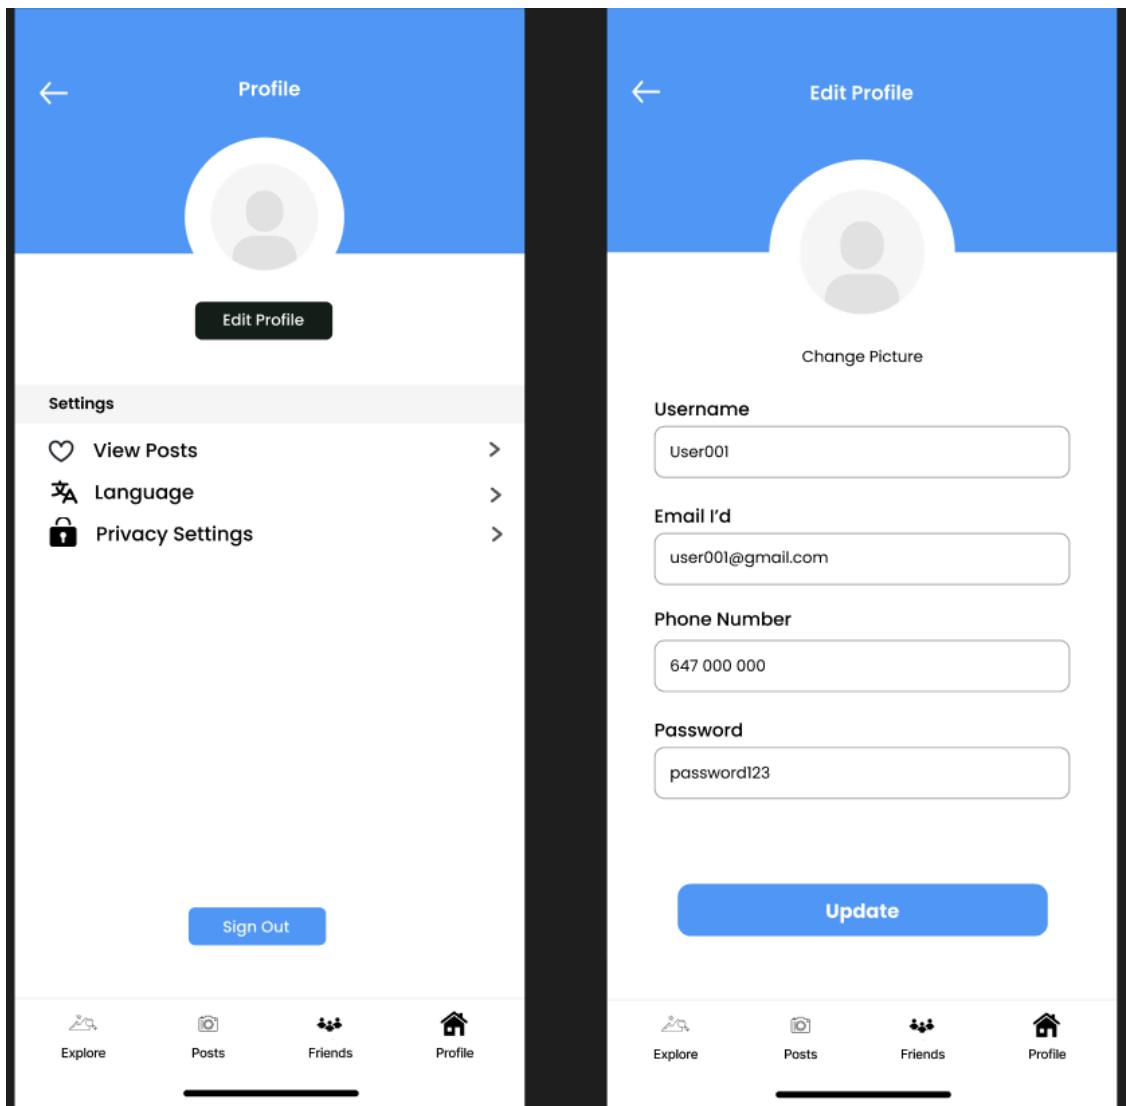 Profile
Edit Profile
Settings
View Posts
Language
Privacy Settings
Sign Out
Explore
Posts
Friends
Profile
Edit Profile
Change Picture
Username
User001
Email I'd
user001@gmail.com
Phone Number
647 000 000
Password
password123
Update
Explore
Posts
Friends
Profile